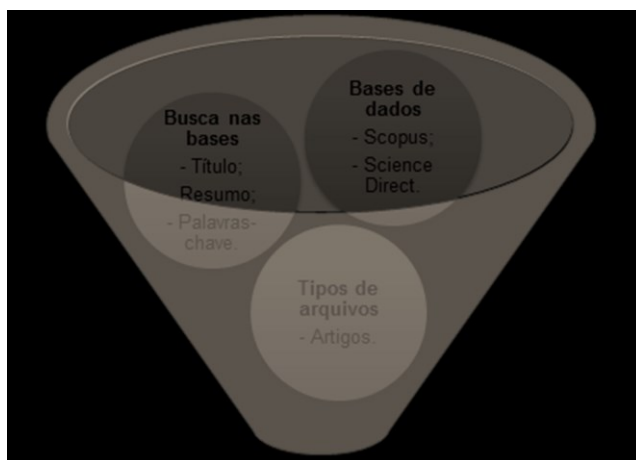 Busca nas
bases
- Título;
Resumo;
- Palavras-
chave.
Bases de
dados
- Scopus;
- Science
Direct.
Tipos de
arquivos
- Artigos.